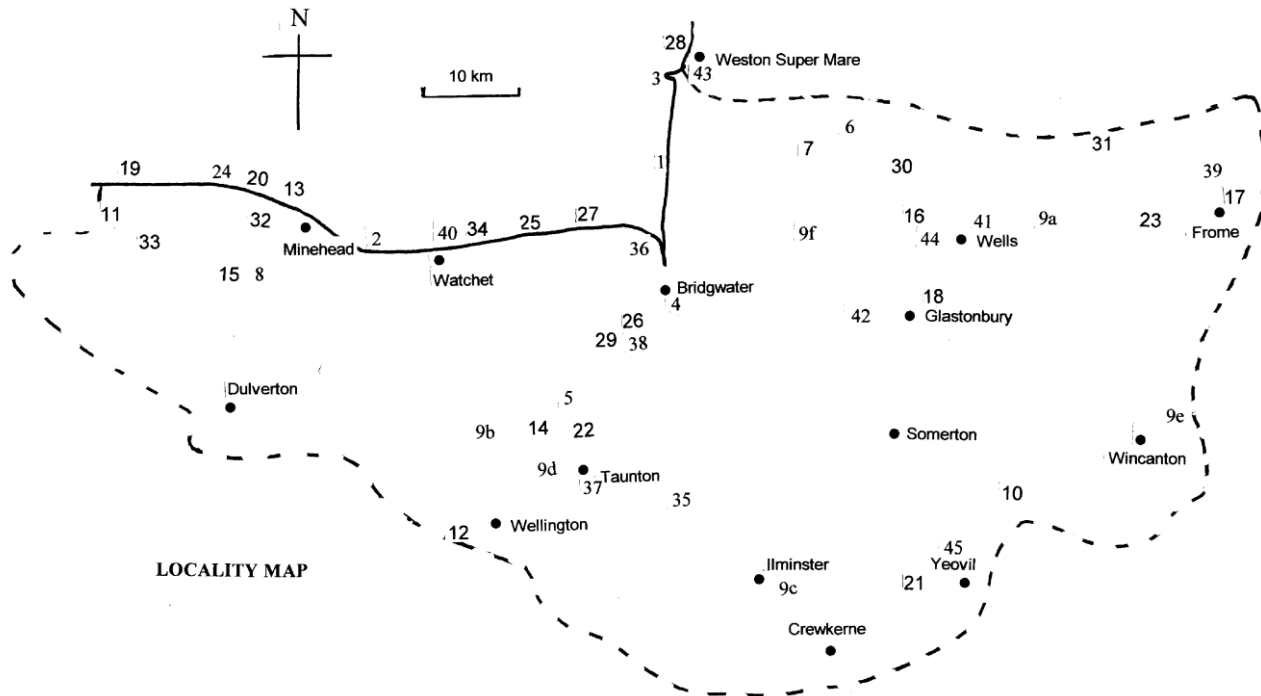 N
28
Weston Super Mare
3
43
10 km
6
7
31
1
30
19
24
20
13
39
17
11
32
33
Minehead
2
40
34
25
27
36
9f
16
44
41
Wells
9a
23
Frome
15
8
Watchet
Bridgwater
4
18
42
Glastonbury
26
29
38
Dulverton
5
9b
14
22
Somerton
9e
Wincanton
9d
Taunton
37
35
10
12
Wellington
LOCALITY MAP
Ilminster
9c
45
Yeovil
21
Crewkerne